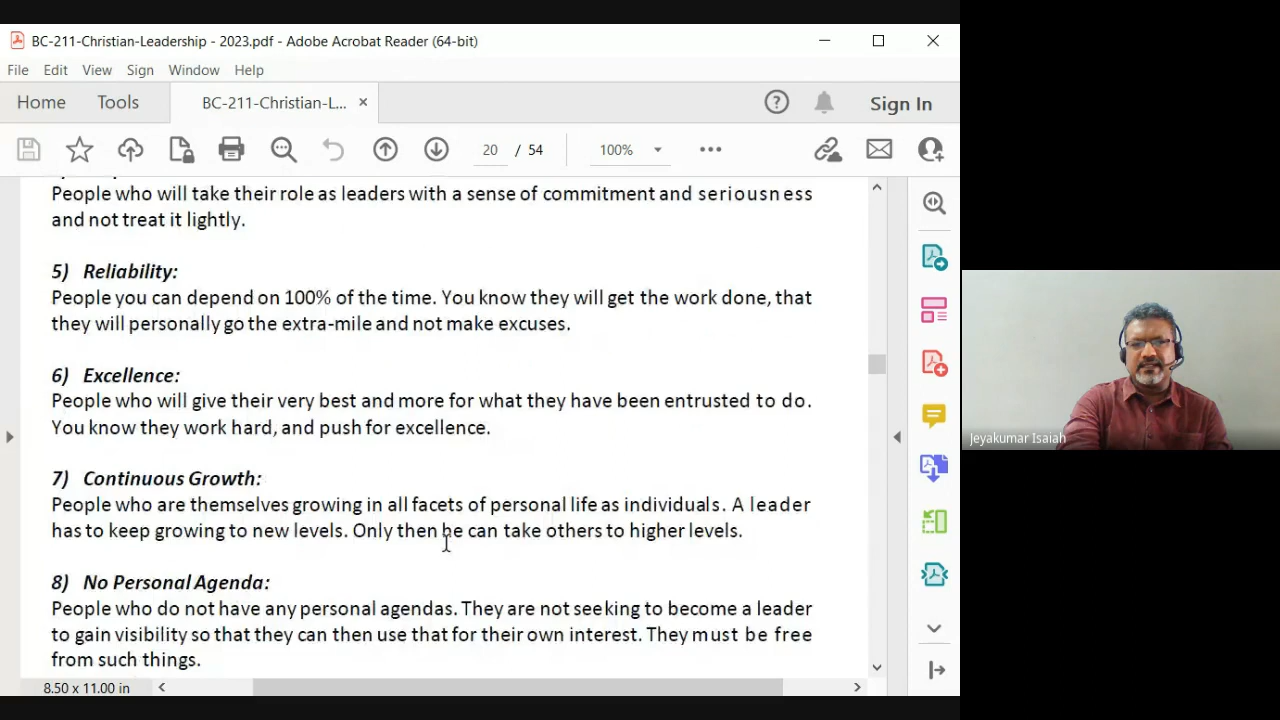 BC-211-Christian-Leadership - 2023.pdf - Adobe Acrobat Reader (64-bit)
File Edit View Sign Window Help
Home Tools BC-211-Christian-L... × Sign In
20 / 54 100%
People who will take their role as leaders with a sense of commitment and seriousness
and not treat it lightly.
5) Reliability:
People you can depend on 100% of the time. You know they will get the work done, that
they will personally go the extra-mile and not make excuses.
6) Excellence:
People who will give their very best and more for what they have been entrusted to do.
You know they work hard, and push for excellence.
7) Continuous Growth:
People who are themselves growing in all facets of personal life as individuals. A leader
has to keep growing to new levels. Only then he can take others to higher levels.
8) No Personal Agenda:
People who do not have any personal agendas. They are not seeking to become a leader
to gain visibility so that they can then use that for their own interest. They must be free
from such things.
8.50 x 11.00 in
Jeyakumar Isaiah